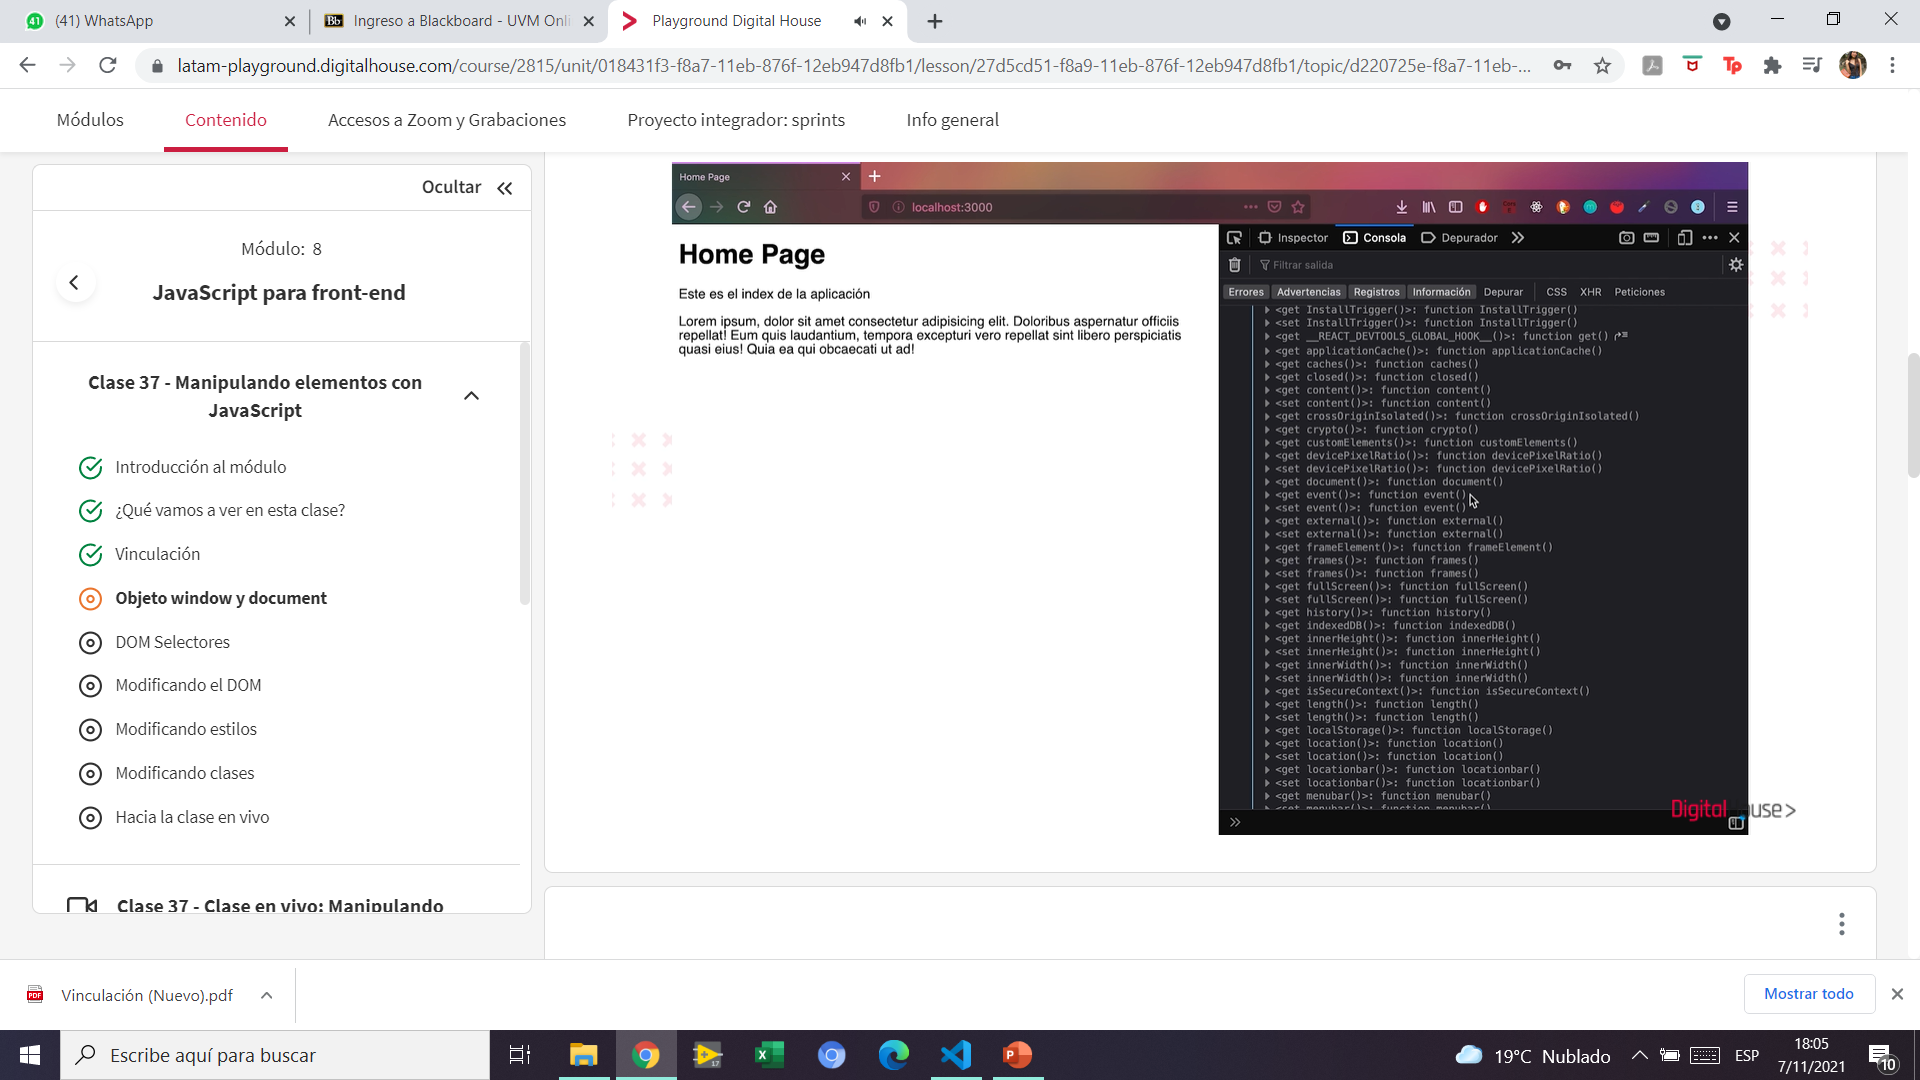 (41) WhatsApp
Ingreso a Blackboard - UVM Onli
Playground Digital House
latam-playground.digitalhouse.com/course/2815/unit/018431f3-f8a7-11eb-876f-12eb947d8fb1/lesson/27d5cd51-f8a9-11eb-876f-12eb947d8fb1/topic/d220725e-f8a7-11eb-...
Módulos
Contenido
Accesos a Zoom y Grabaciones
Proyecto integrador: sprints
Info general
Ocultar
Módulo: 8
JavaScript para front-end
Clase 37 - Manipulando elementos con
JavaScript
Introducción al módulo
¿Qué vamos a ver en esta clase?
Vinculación
Objeto window y document
DOM Selectores
Modificando el DOM
Modificando estilos
Modificando clases
Hacia la clase en vivo
Clase 37 - Clase en vivo: Manipulando
Home Page
localhost:3000
Home Page
Este es el index de la aplicación
Lorem ipsum, dolor sit amet consectetur adipisicing elit. Doloribus aspernatur officiis
repellat! Eum quis laudantium, tempora excepturi vero repellat sint libero perspiciatis
quasi eius! Quia ea qui obcaecati ut ad!
Inspector
Consola
Depurador
Filtrar salida
Errores
Advertencias
Registros
Información
Depurar
CSS
XHR
Peticiones
<get InstallTrigger()>: function InstallTrigger()
<set InstallTrigger()>: function InstallTrigger()
<get __REACT_DEVTOOLS_GLOBAL_HOOK__()>: function get()
<get applicationCache()>: function applicationCache()
<get caches()>: function caches()
<get closed()>: function closed()
<get content()>: function content()
<set content()>: function content()
<get crossOriginIsolated()>: function crossOriginIsolated()
<get crypto()>: function crypto()
<get customElements()>: function customElements()
<get devicePixelRatio()>: function devicePixelRatio()
<set devicePixelRatio()>: function devicePixelRatio()
<get document()>: function document()
<get event()>: function event()
<set event()>: function event()
<get external()>: function external()
<set external()>: function external()
<get frameElement()>: function frameElement()
<get frames()>: function frames()
<set frames()>: function frames()
<get fullScreen()>: function fullScreen()
<set fullScreen()>: function fullScreen()
<get history()>: function history()
<get indexedDB()>: function indexedDB()
<get innerHeight()>: function innerHeight()
<set innerHeight()>: function innerHeight()
<get innerWidth()>: function innerWidth()
<set innerWidth()>: function innerWidth()
<get isSecureContext()>: function isSecureContext()
<get length()>: function length()
<set length()>: function length()
<get localStorage()>: function localStorage()
<get location()>: function location()
<set location()>: function location()
<get locationbar()>: function locationbar()
<set locationbar()>: function locationbar()
<get menubar()>: function menubar()
<set menubar()>: function menubar()
Digital ouse>
Vinculación (Nuevo).pdf
Mostrar todo
Escribe aquí para buscar
19°C Nublado
ESP
18:05
7/11/2021
10